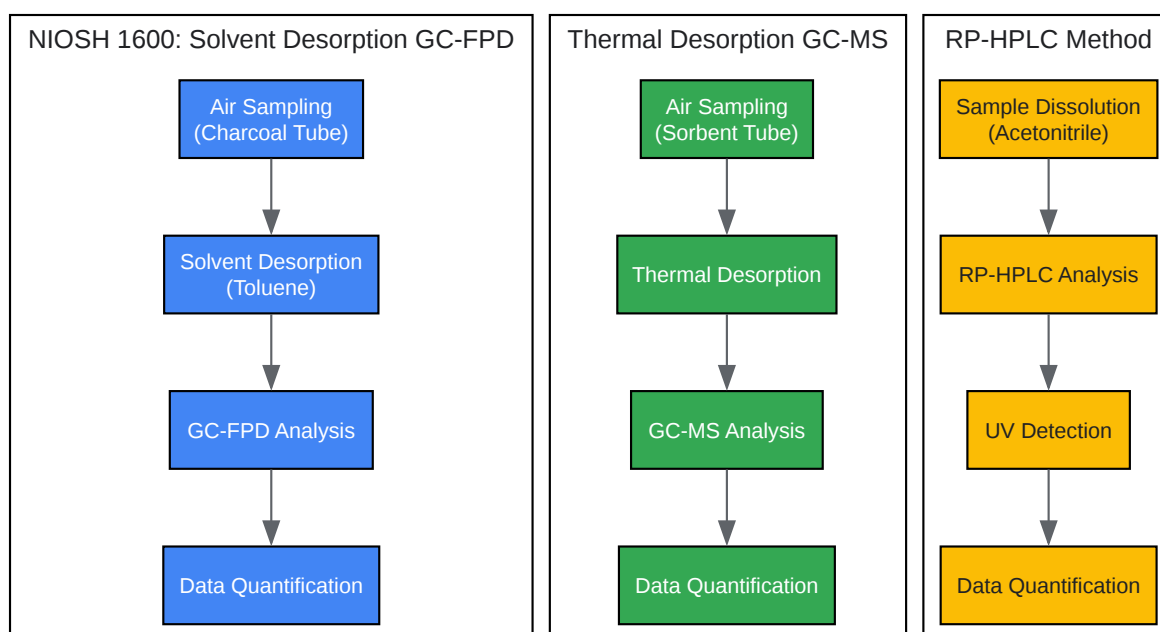 NIOSH 1600: Solvent Desorption GC-FPD
Air Sampling
(Charcoal Tube)
Solvent Desorption
(Toluene)
GC-FPD Analysis
Data Quantification
Thermal Desorption GC-MS
Air Sampling
(Sorbent Tube)
Thermal Desorption
GC-MS Analysis
Data Quantification
RP-HPLC Method
Sample Dissolution
(Acetonitrile)
RP-HPLC Analysis
UV Detection
Data Quantification